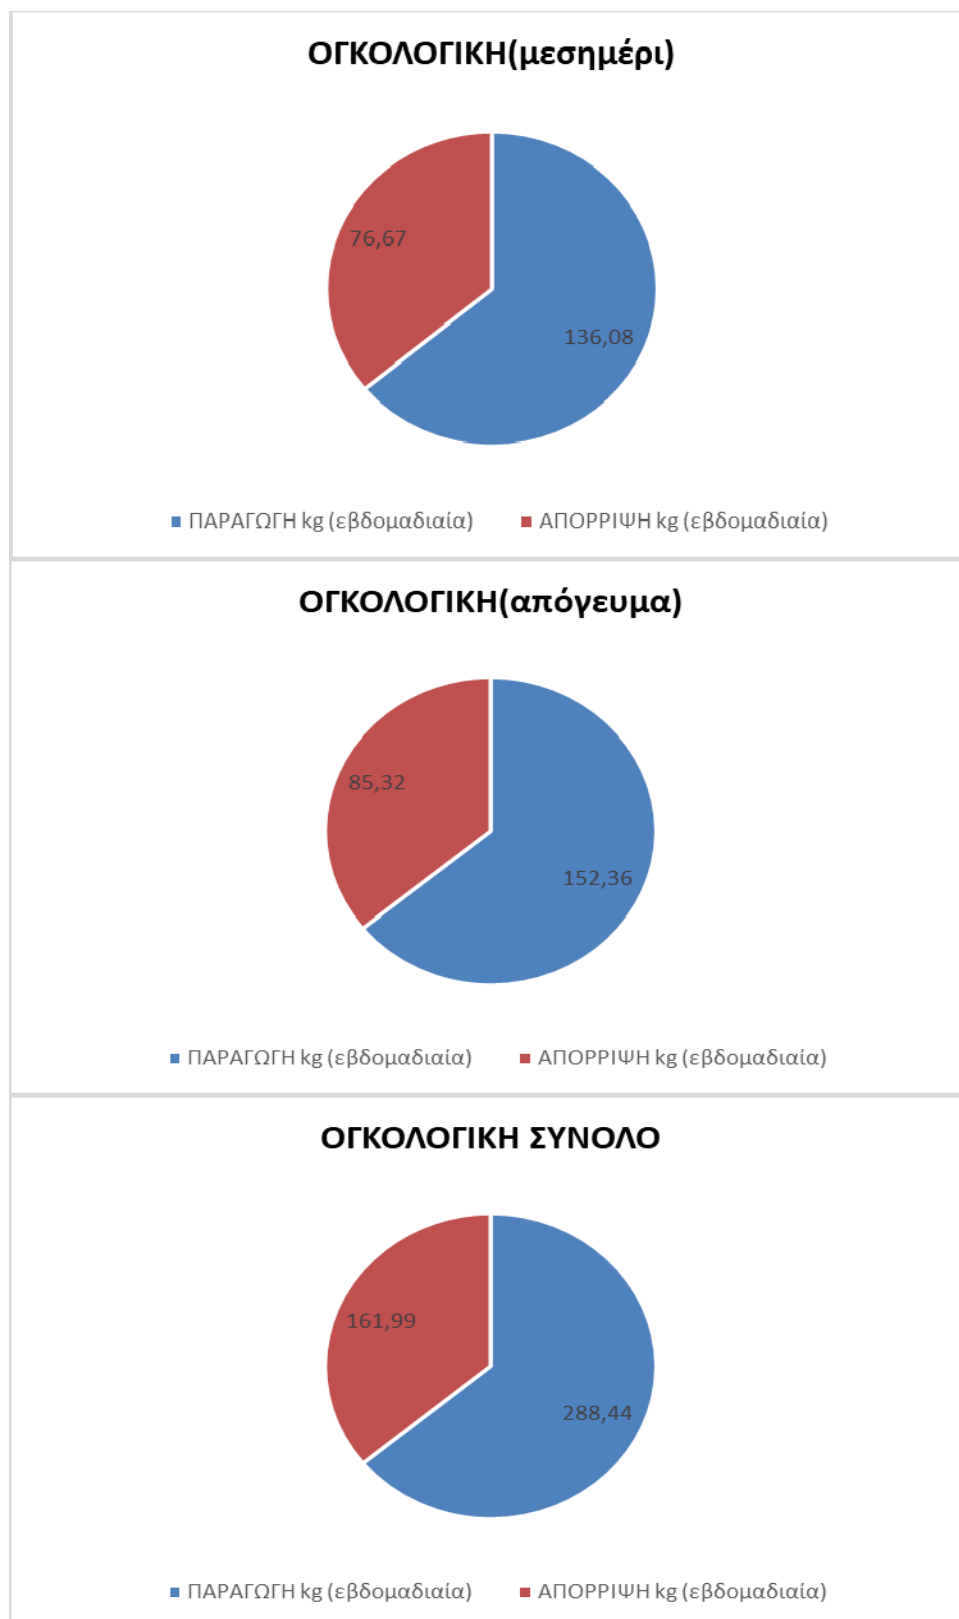 ΟΓΚΟΛΟΓΙΚΗ(μεσημέρι)
76,67
136,08
ΠΑΡΑΓΩΓΗ kg (εβδομαδιαία) ΑΠΟΡΡΙΨΗ kg (εβδομαδιαία)
ΟΓΚΟΛΟΓΙΚΗ(απόγευμα)
85,32
152,36
ΠΑΡΑΓΩΓΗ kg (εβδομαδιαία) ΑΠΟΡΡΙΨΗ kg (εβδομαδιαία)
ΟΓΚΟΛΟΓΙΚΗ ΣΥΝΟΛΟ
161,99
288,44
ΠΑΡΑΓΩΓΗ kg (εβδομαδιαία) ΑΠΟΡΡΙΨΗ kg (εβδομαδιαία)